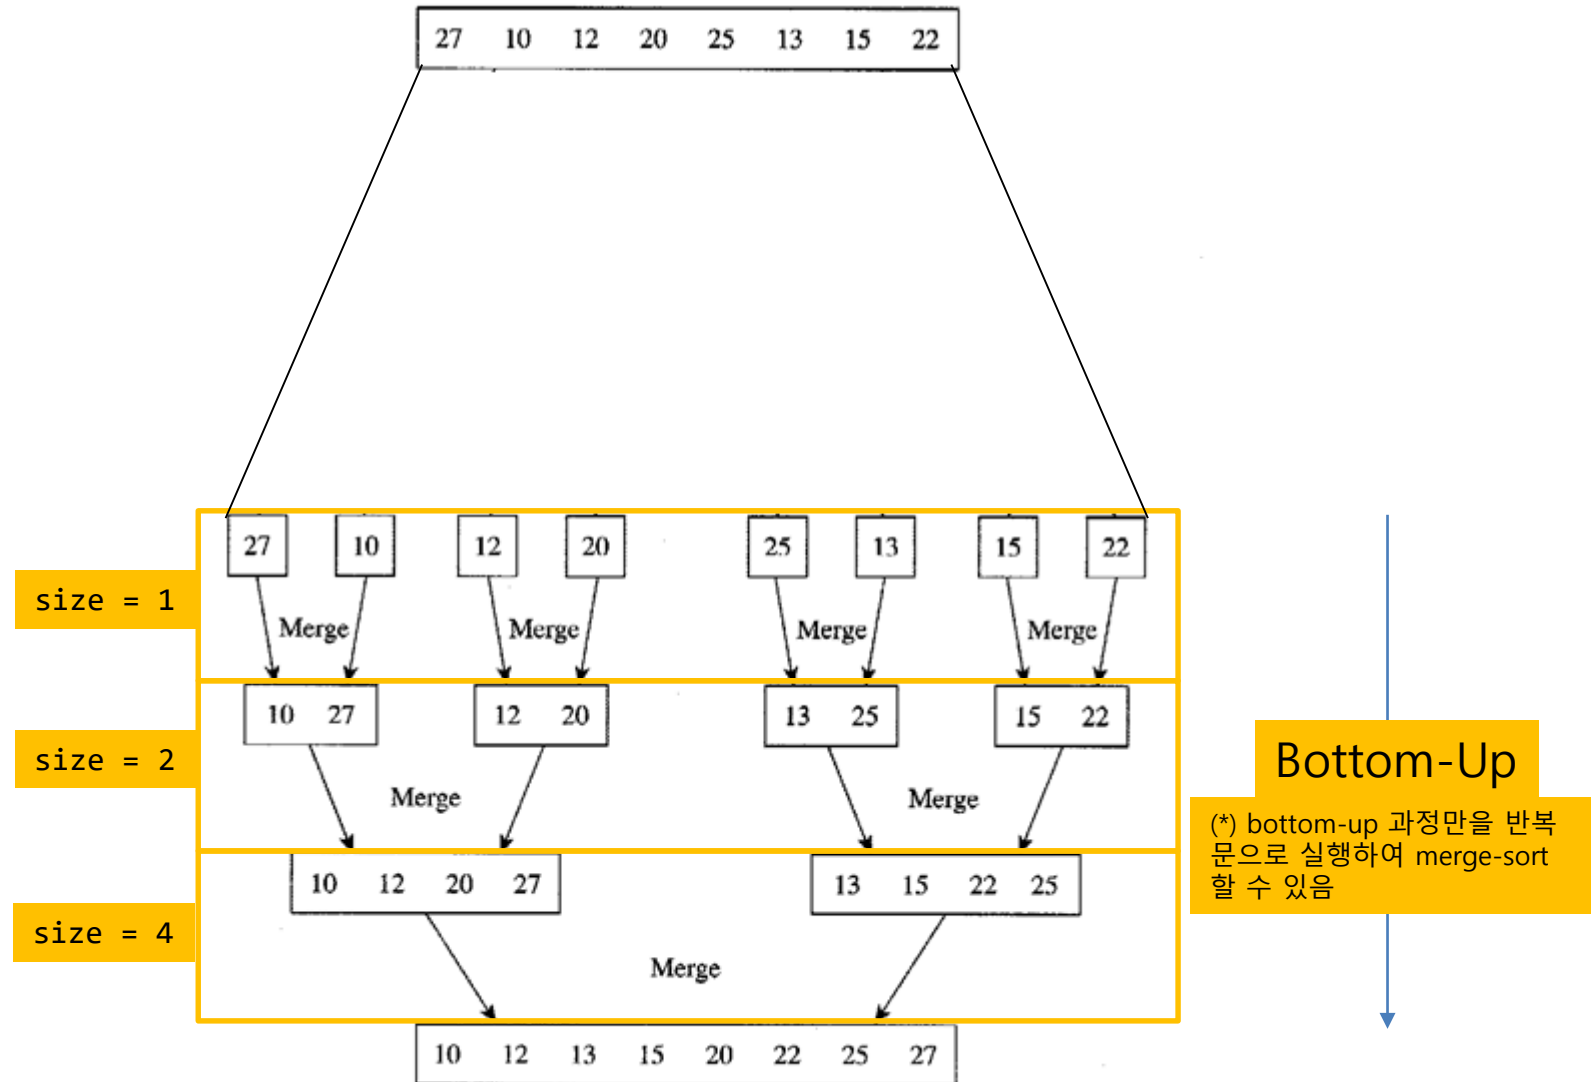 27 10 12 20 25 13 15 22
27 10 12 20 25 13 15 22
size = 1
Merge Merge Merge Merge
10 27 12 20 13 25 15 22
size = 2
Merge Merge
Bottom-Up
(*) bottom-up 과정만을 반복
문으로 실행하여 merge-sort
할 수 있음
10 12 20 27 13 15 22 25
size = 4
Merge
10 12 13 15 20 22 25 27